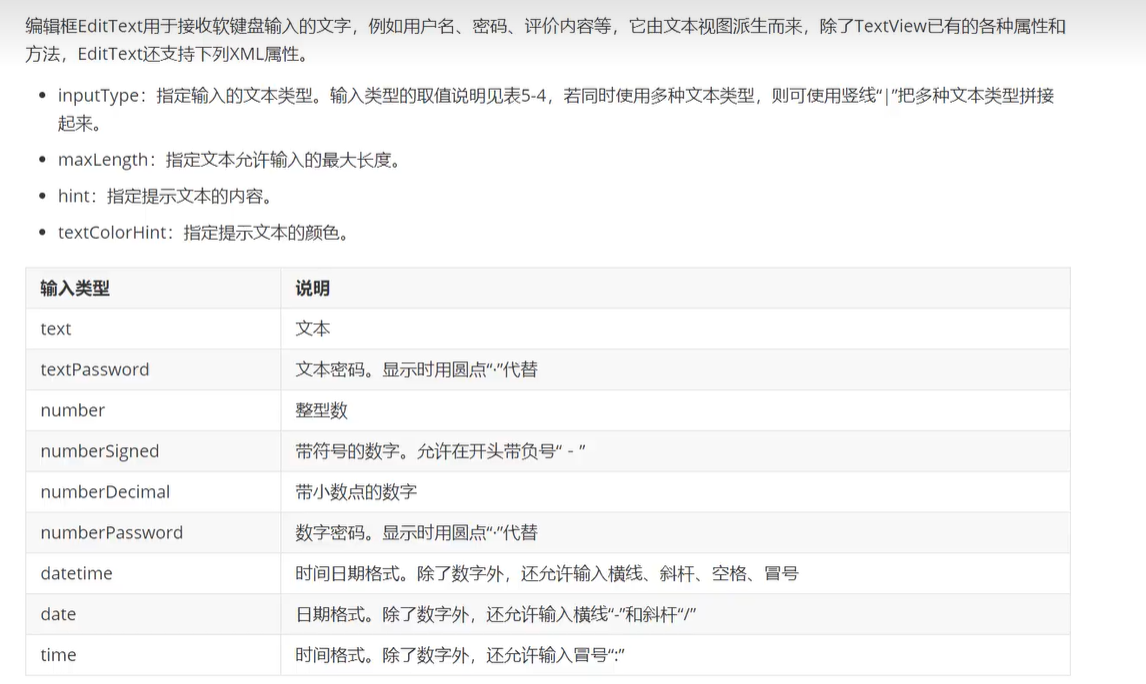 编辑框EditText用于接收软键盘输入的文字，例如用户名、密码、评价内容等，它由文本视图派生而来，除了TextView已有的各种属性和
方法，EditText还支持下列XML属性。
• inputType：指定输入的文本类型。输入类型的取值说明见表5-4，若同时使用多种文本类型，则可使用竖线“|”把多种文本类型拼接
起来。
• maxLength：指定文本允许输入的最大长度。
• hint：指定提示文本的内容。
• textColorHint：指定提示文本的颜色。
输入类型 说明
text 文本
textPassword 文本密码。显示时用圆点“·”代替
number 整型数
numberSigned 带符号的数字。允许在开头带负号“ - ”
numberDecimal 带小数点的数字
numberPassword 数字密码。显示时用圆点“·”代替
datetime 时间日期格式。除了数字外，还允许输入横线、斜杆、空格、冒号
date 日期格式。除了数字外，还允许输入横线“-”和斜杆“/”
time 时间格式。除了数字外，还允许输入冒号“:”